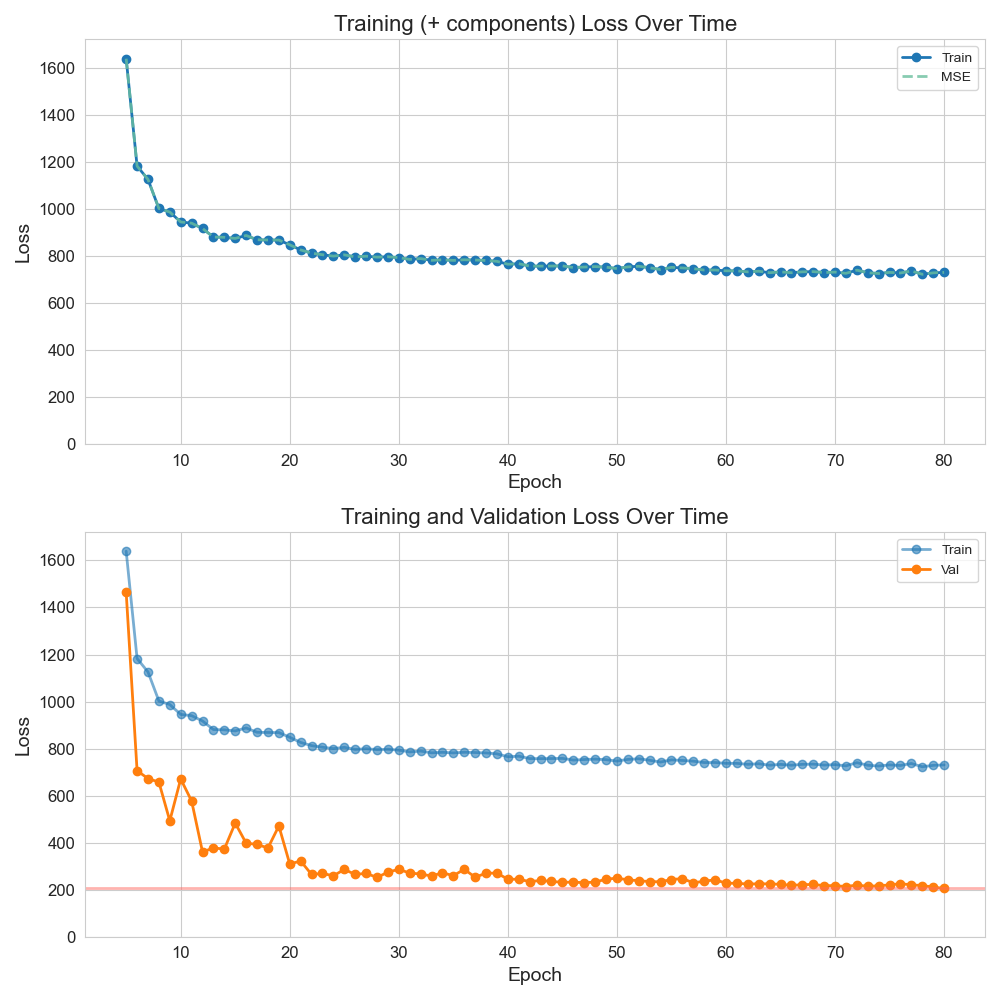 Training (+ components) Loss Over Time
Train
MSE
1600
1400
1200
1000
800
600
400
200
0
Loss
10 20 30 40 50 60 70 80
Epoch
Training and Validation Loss Over Time
Train
Val
1600
1400
1200
1000
800
600
400
200
0
Loss
10 20 30 40 50 60 70 80
Epoch